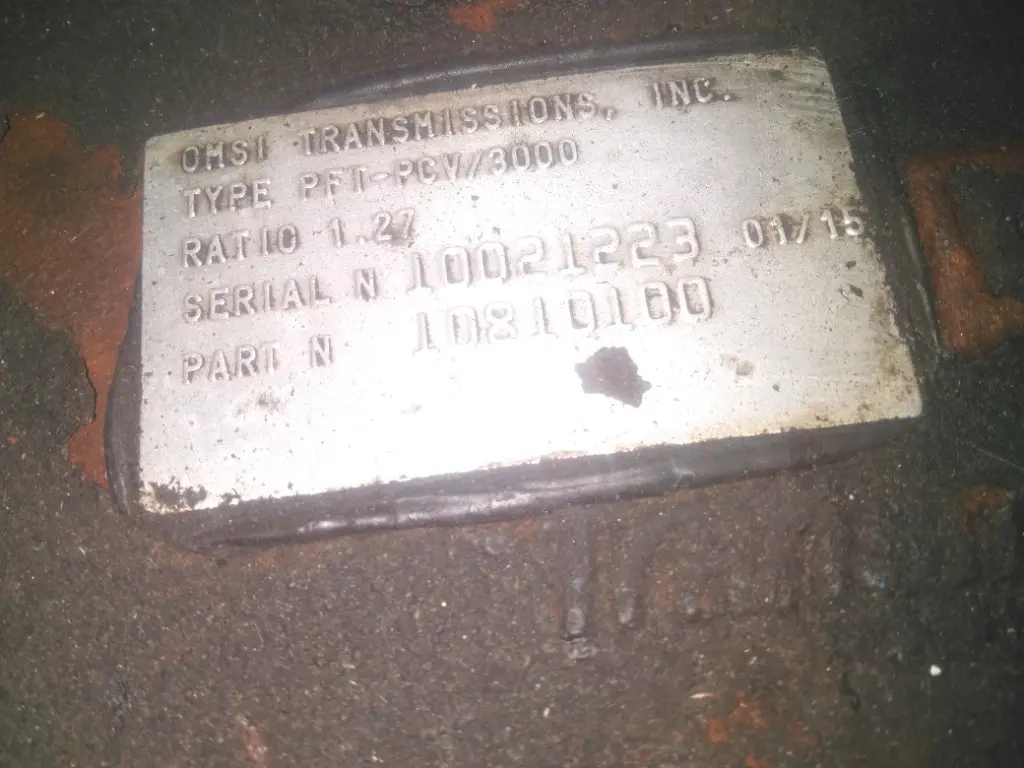 OMSI TRANSMISSIONS, INC.
TYPE PFT-PCV/3000
RATIO 1.27
SERIAL N 10021223 01/15
PART N 10810100